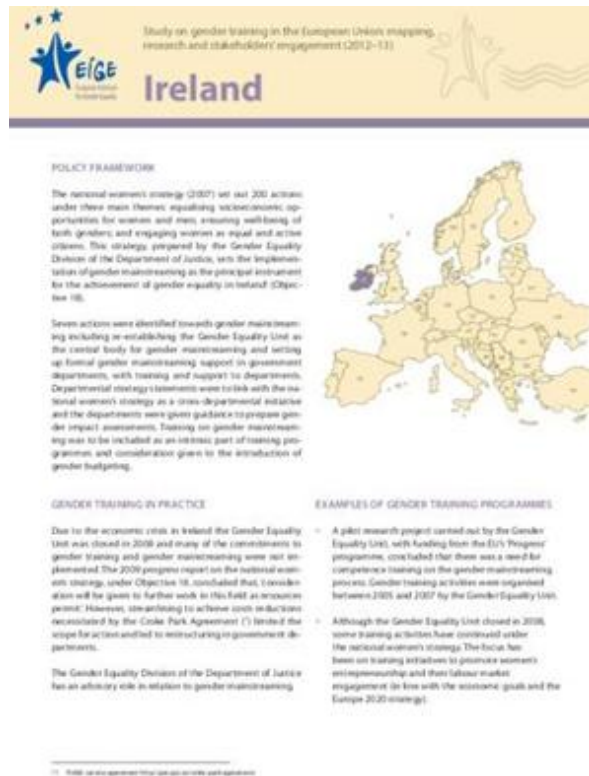 Study on gender training in the European Union: mapping,
research and stakeholders' engagement (2012–13)
EIGE
Ireland
POLICY FRAMEWORK
The national women's strategy (2007) set out 200 actions
under three main themes: equalising socioeconomic op-
portunities for women and men; ensuring well-being of
both genders; and engaging women as equal and active
citizens. This strategy, prepared by the Gender Equality
Division of the Department of Justice, sets the implemen-
tation of gender mainstreaming as the principal instrument
for the achievement of gender equality in Ireland (Objec-
tive 18).
Seven actions were identified towards gender mainstream-
ing including re-establishing the Gender Equality Unit as
the central body for gender mainstreaming and setting
up formal gender mainstreaming support in government
departments, with training and support to departments.
Departmental strategy statements were to link with the na-
tional women's strategy as a cross-departmental initiative
and the departments were given guidance to prepare gen-
der impact assessments. Training on gender mainstream-
ing was to be included as an intrinsic part of training pro-
grammes and consideration given to the introduction of
gender budgeting.
GENDER TRAINING IN PRACTICE
Due to the economic crisis in Ireland the Gender Equality
Unit was closed in 2008 and many of the commitments to
gender training and gender mainstreaming were not im-
plemented. The 2009 progress report on the national wom-
en's strategy, under Objective 18, concluded that, 'consider-
ation will be given to further work in this field as resources
permit'. However, streamlining to achieve costs reductions
necessitated by the Croke Park Agreement (1) limited the
scope for action and led to restructuring in government de-
partments.
The Gender Equality Division of the Department of Justice
has an advisory role in relation to gender mainstreaming.
EXAMPLES OF GENDER TRAINING PROGRAMMES
A pilot research project carried out by the Gender
Equality Unit, with funding from the EU's 'Progress'
programme, concluded that there was a need for
competence training on the gender mainstreaming
process. Gender training activities were organised
between 2005 and 2007 by the Gender Equality Unit.
Although the Gender Equality Unit closed in 2008,
some training activities have continued under
the national women's strategy. The focus has
been on training initiatives to promote women's
entrepreneurship and their labour market
engagement (in line with the economic goals and the
Europe 2020 strategy).